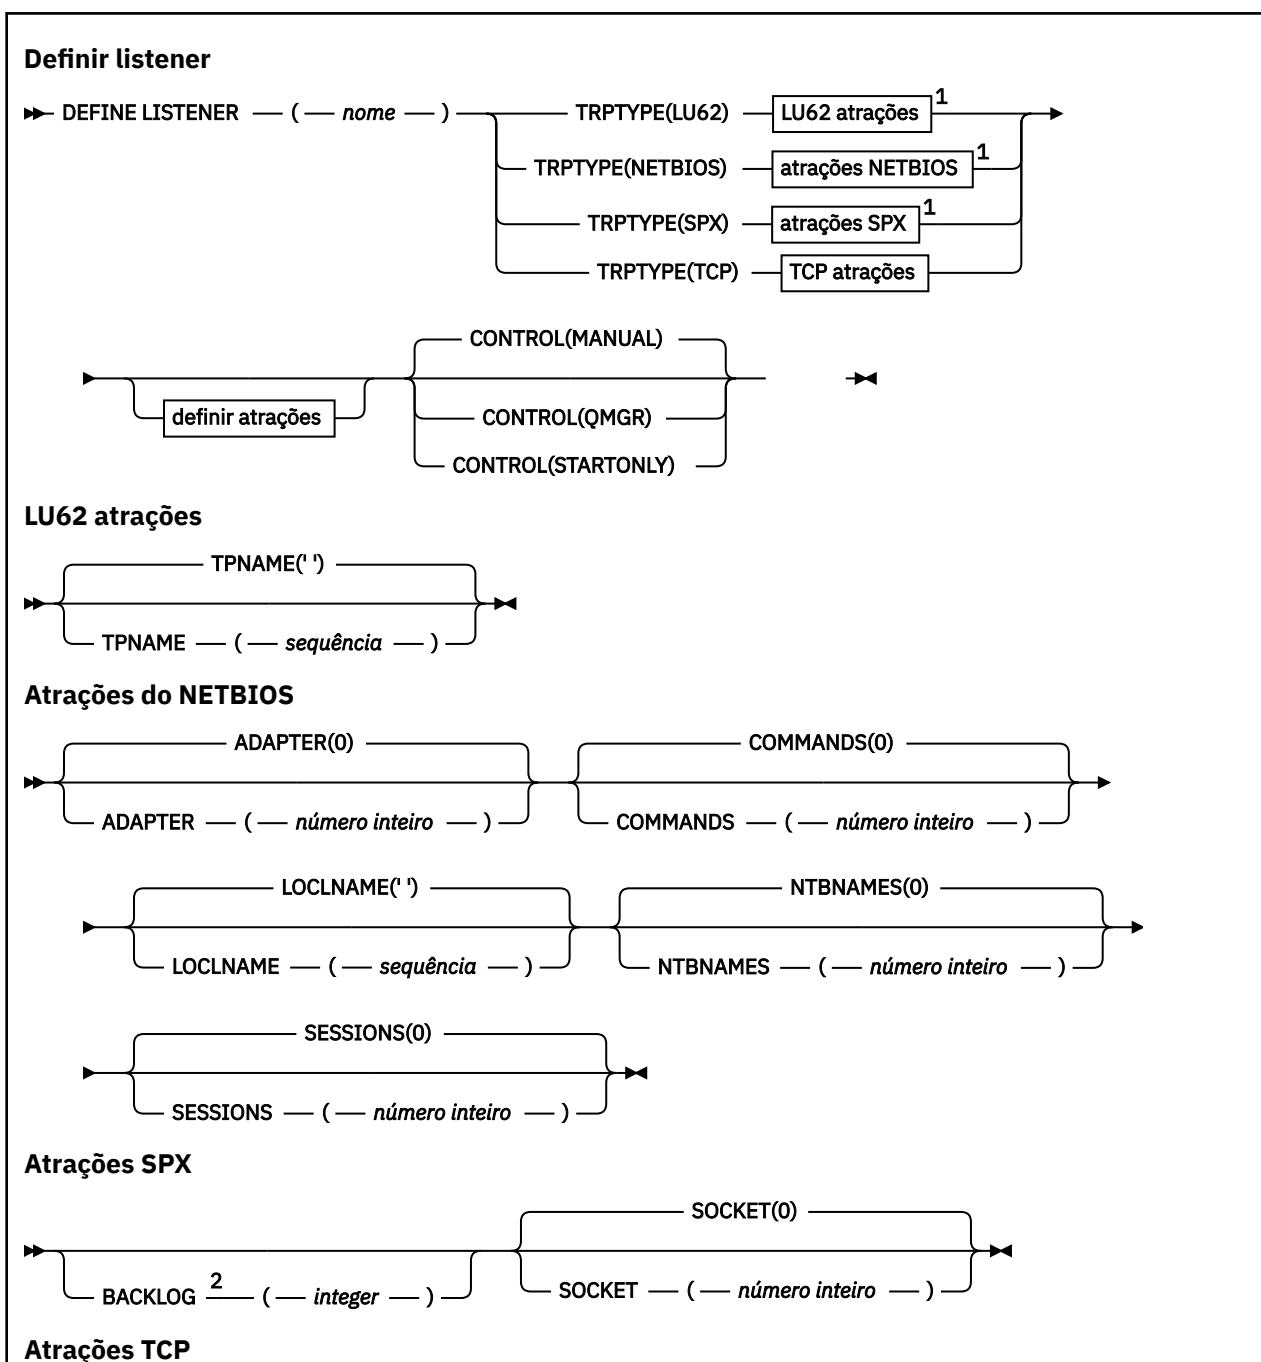 Definir listener
DEFINE LISTENER ( nome ) TRPTYPE(LU62) LU62 atrações 1
TRPTYPE(NETBIOS) atrações NETBIOS 1
TRPTYPE(SPX) atrações SPX 1
TRPTYPE(TCP) TCP atrações
CONTROL(MANUAL)
definir atrações CONTROL(QMGR)
CONTROL(STARTONLY)
LU62 atrações
TPNAME(' ')
TPNAME ( sequência )
Atrações do NETBIOS
ADAPTER(0) COMMANDS(0)
ADAPTER ( número inteiro ) COMMANDS ( número inteiro )
LOCLNAME(' ') NTBNAMES(0)
LOCLNAME ( sequência ) NTBNAMES ( número inteiro )
SESSIONS(0)
SESSIONS ( número inteiro )
Atrações SPX
SOCKET(0)
BACKLOG 2 ( integer ) SOCKET ( número inteiro )
Atrações TCP